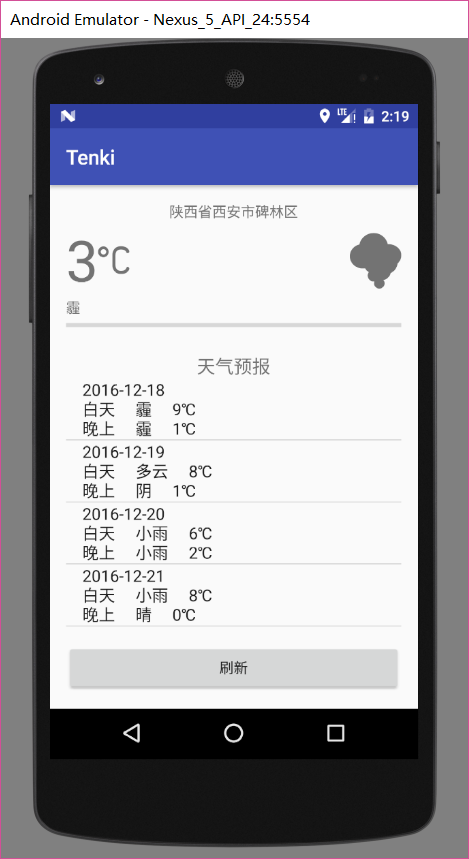 Android Emulator - Nexus_5_API_24:5554
LTE 2:19
Tenki
陕西省西安市碑林区
3℃
霾
天气预报
2016-12-18
白天 霾 9℃
晚上 霾 1℃
2016-12-19
白天 多云 8℃
晚上 阴 1℃
2016-12-20
白天 小雨 6℃
晚上 小雨 2℃
2016-12-21
白天 小雨 8℃
晚上 晴 0℃
刷新